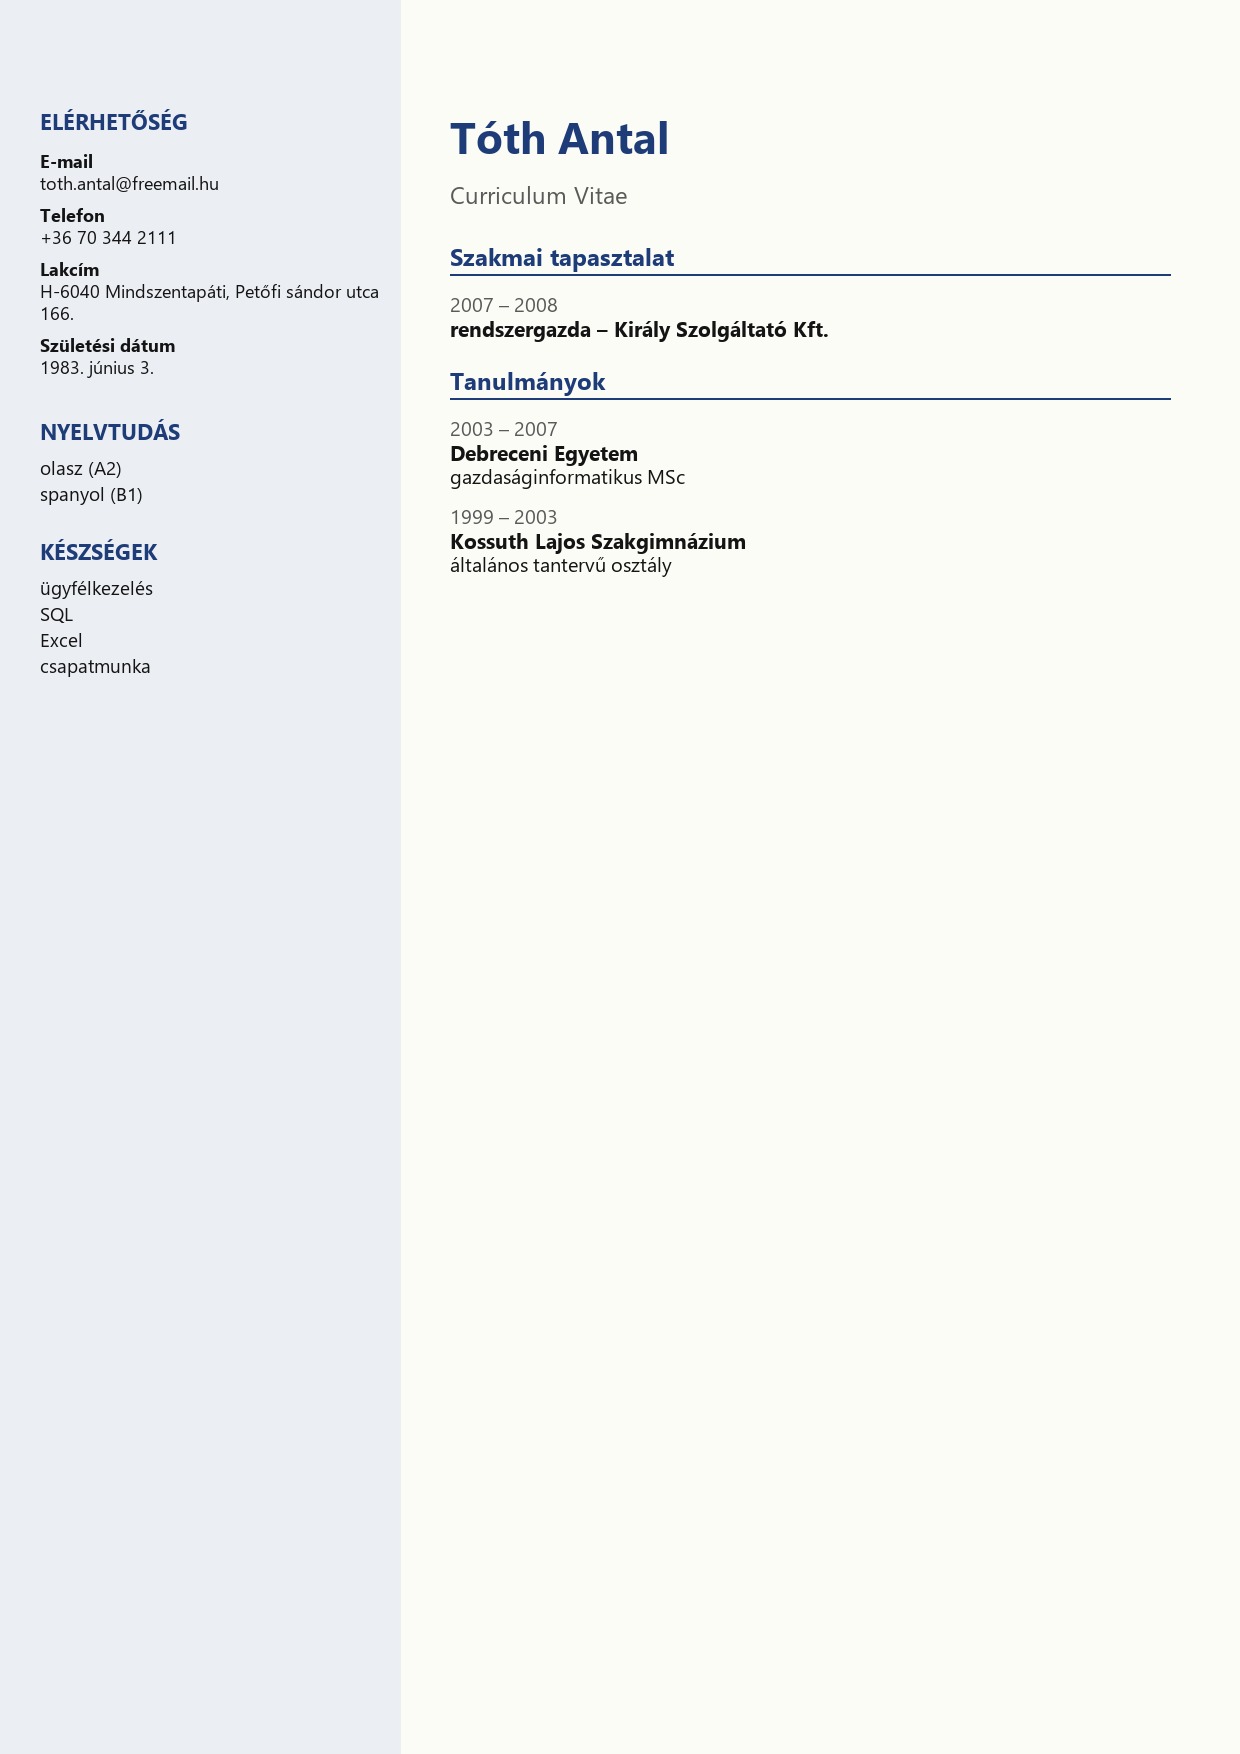 ELÉRHETŐSÉG
E-mail
toth.antal@freemail.hu
Telefon
+36 70 344 2111
Lakcím
H-6040 Mindszentapáti, Petőfi sándor utca
166.
Születési dátum
1983. június 3.
NYELVTUDÁS
olasz (A2)
spanyol (B1)
KÉSZSÉGEK
ügyfélkezelés
SQL
Excel
csapatmunka
Tóth Antal
Curriculum Vitae
Szakmai tapasztalat
2007 – 2008
rendszergazda – Király Szolgáltató Kft.
Tanulmányok
2003 – 2007
Debreceni Egyetem
gazdaságinformatikus MSc
1999 – 2003
Kossuth Lajos Szakgimnázium
általános tantervű osztály